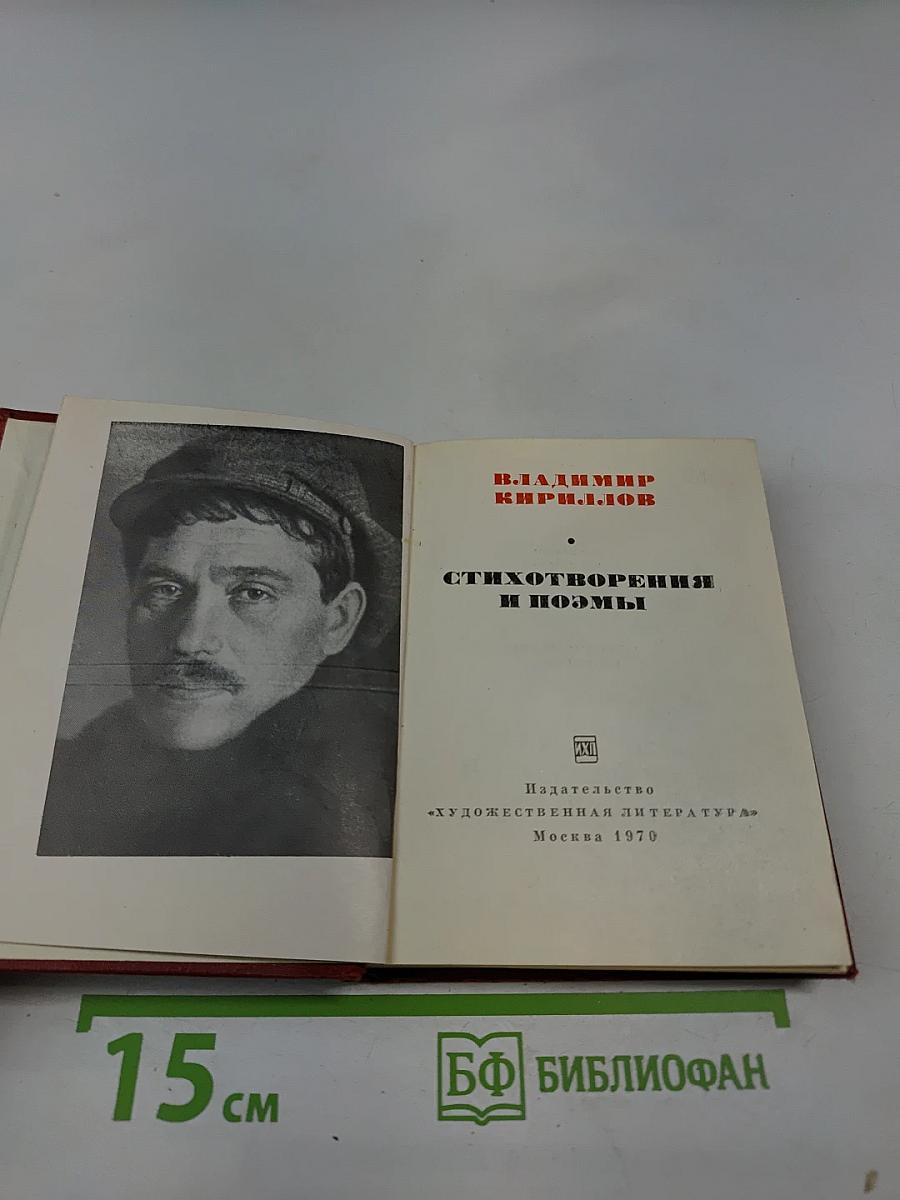 ВЛАДИМИР
КИРИЛЛОВ
•
СТИХОТВОРЕНИЯ
И ПОЭМЫ
ИХЛ
Издательство
«ХУДОЖЕСТВЕННАЯ ЛИТЕРАТУРА»
Москва 1970
15 см
БФ БИБЛИОФАН